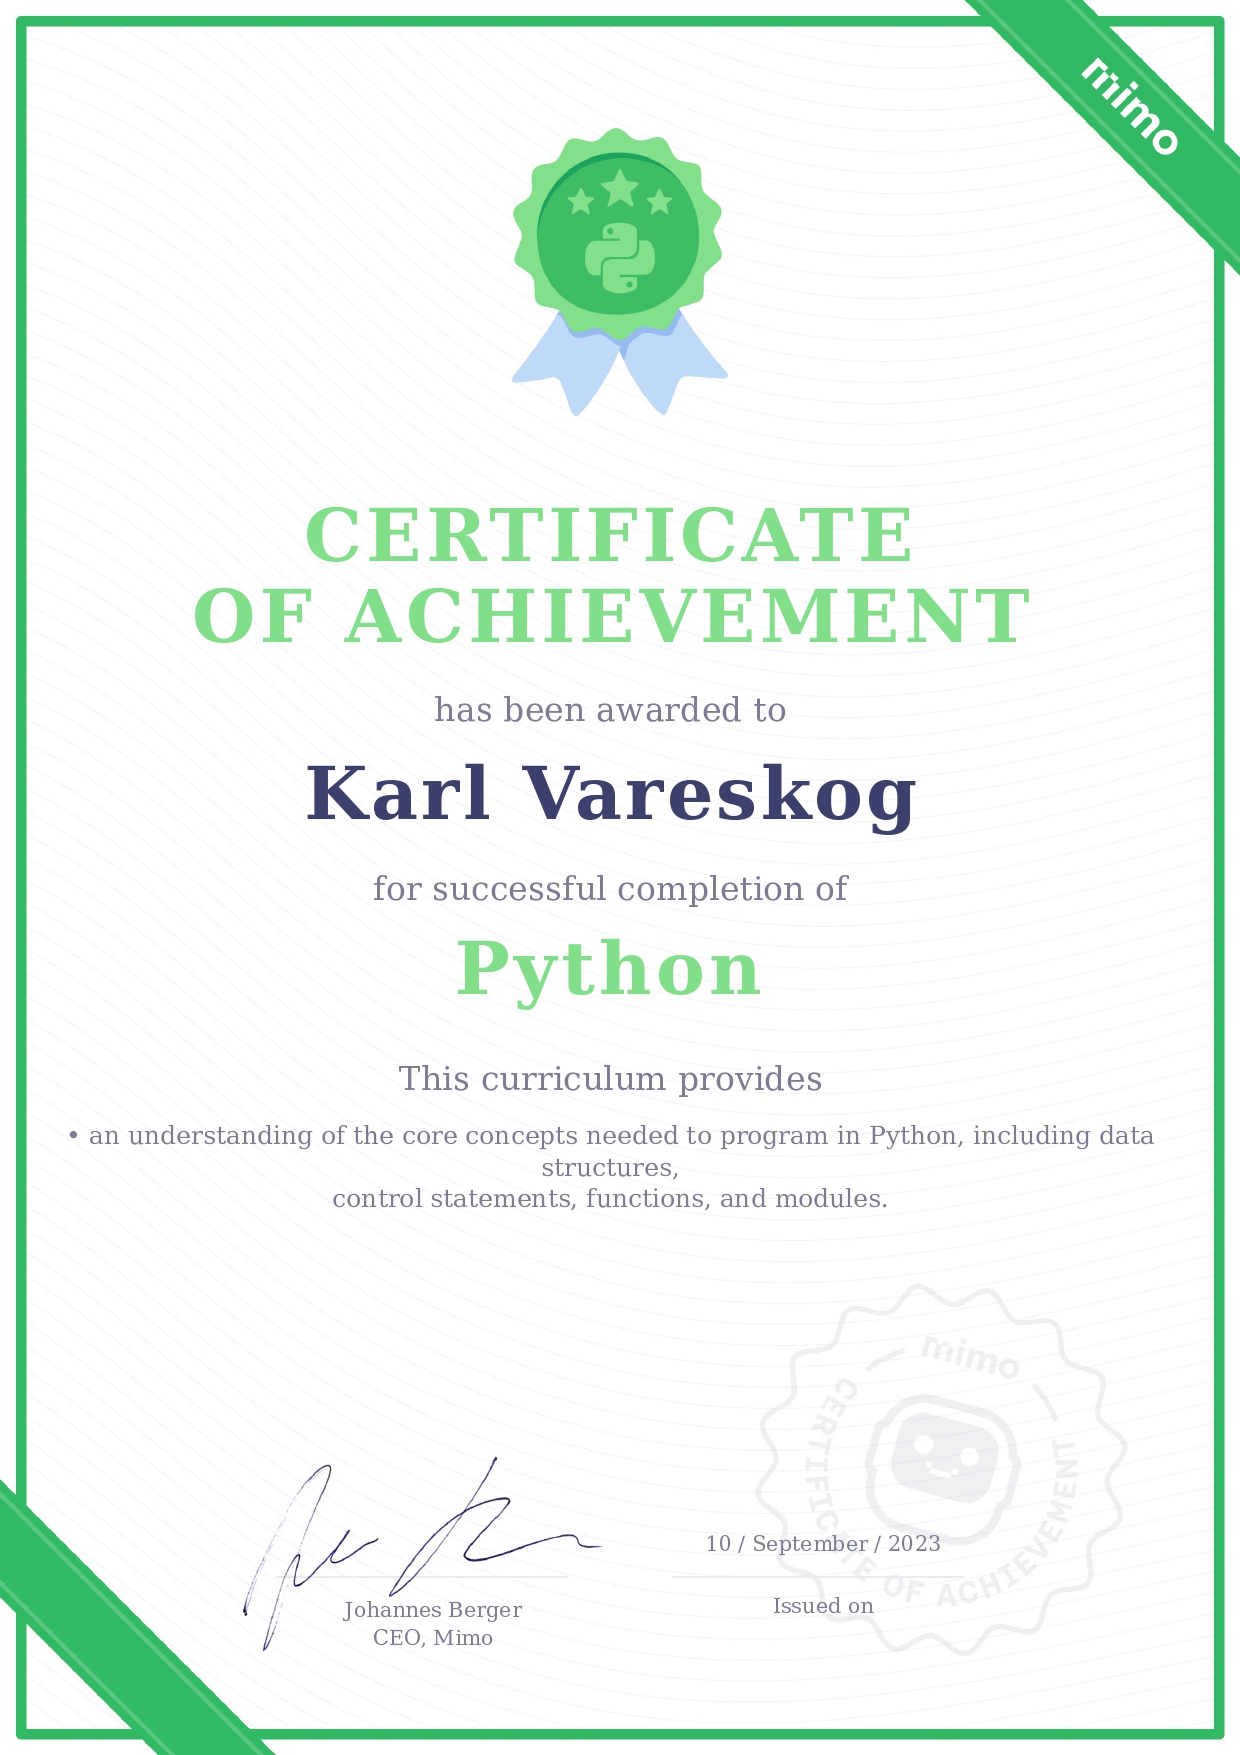 mimo
CERTIFICATE
OF ACHIEVEMENT
has been awarded to
Karl Vareskog
for successful completion of
Python
This curriculum provides
• an understanding of the core concepts needed to program in Python, including data
structures,
control statements, functions, and modules.
mimo
CERTIFICATE OF ACHIEVEMENT
10 / September / 2023
Issued on
Johannes Berger
CEO, Mimo